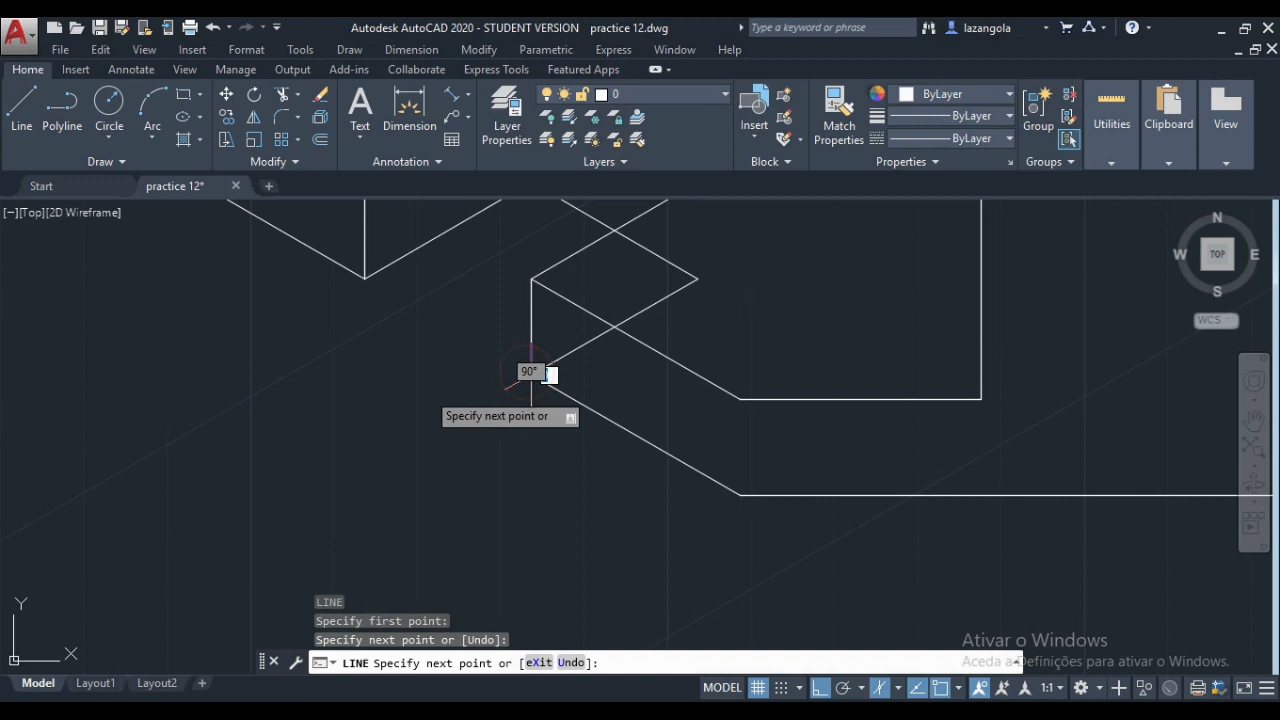 A Autodesk AutoCAD 2020 - STUDENT VERSION practice 12.dwg Type a keyword or phrase lazangola
File Edit View Insert Format Tools Draw Dimension Modify Parametric Express Window Help
Home Insert Annotate View Manage Output Add-ins Collaborate Express Tools Featured Apps
0 ByLayer
ByLayer
ByLayer
Line Polyline Circle Arc Text Dimension Layer Properties Insert Match Properties Group Utilities Clipboard View
Draw Modify Annotation Layers Block Properties Groups
Start practice 12*
[−][Top][2D Wireframe]
N
W TOP E
S
WCS
90°
Specify next point or
Y
X
LINE
Specify first point:
Specify next point or [Undo]:
LINE Specify next point or [eXit Undo]:
Ativar o Windows
Aceda a Definições para ativar o Windows.
Model Layout1 Layout2 MODEL 1:1